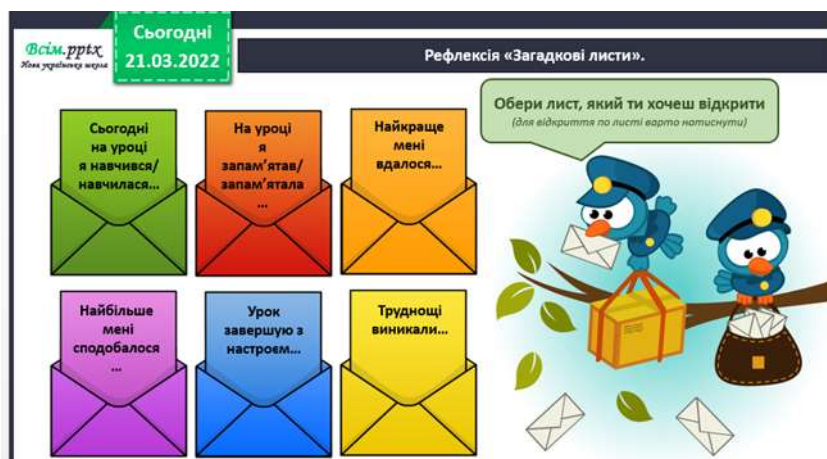 Всім.pptx
Нова українська школа
Сьогодні
21.03.2022
Рефлексія «Загадкові листи».
Обери лист, який ти хочеш відкрити
(для відкриття по листі варто натиснути)
Сьогодні
на уроці
я навчився/
навчилася...
На уроці
я
запам’ятав/
запам’ятала
...
Найкраще
мені
вдалося...
Найбільше
мені
сподобалося
...
Урок
завершую з
настроєм...
Труднощі
виникали...